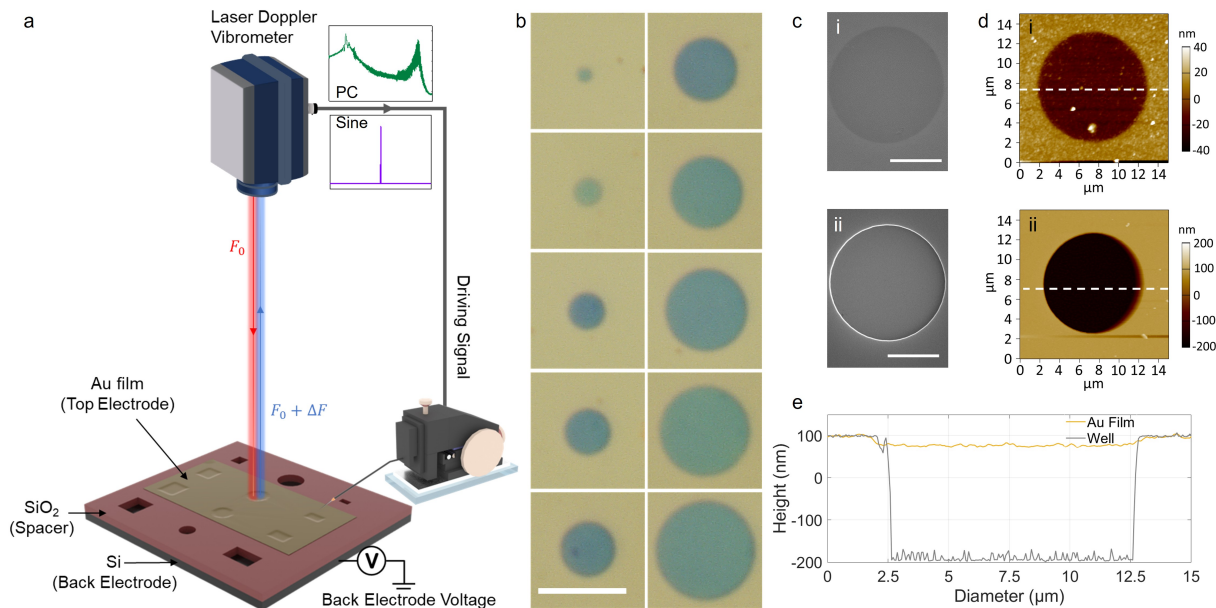 a
Laser Doppler
Vibrometer
PC
Sine
F₀
F₀ + ΔF
Driving Signal
Au film
(Top Electrode)
SiO₂
(Spacer)
Si
(Back Electrode)
V
Back Electrode Voltage
b
c
i
ii
d
i
nm
40
20
0
-20
-40
14
12
10
8
6
4
2
0
μm
0 2 4 6 8 10 12 14
μm
ii
nm
200
100
0
-100
-200
14
12
10
8
6
4
2
0
μm
0 2 4 6 8 10 12 14
μm
e
Au Film
Well
Height (nm)
100
0
-100
-200
0 2.5 5 7.5 10 12.5 15
Diameter (μm)